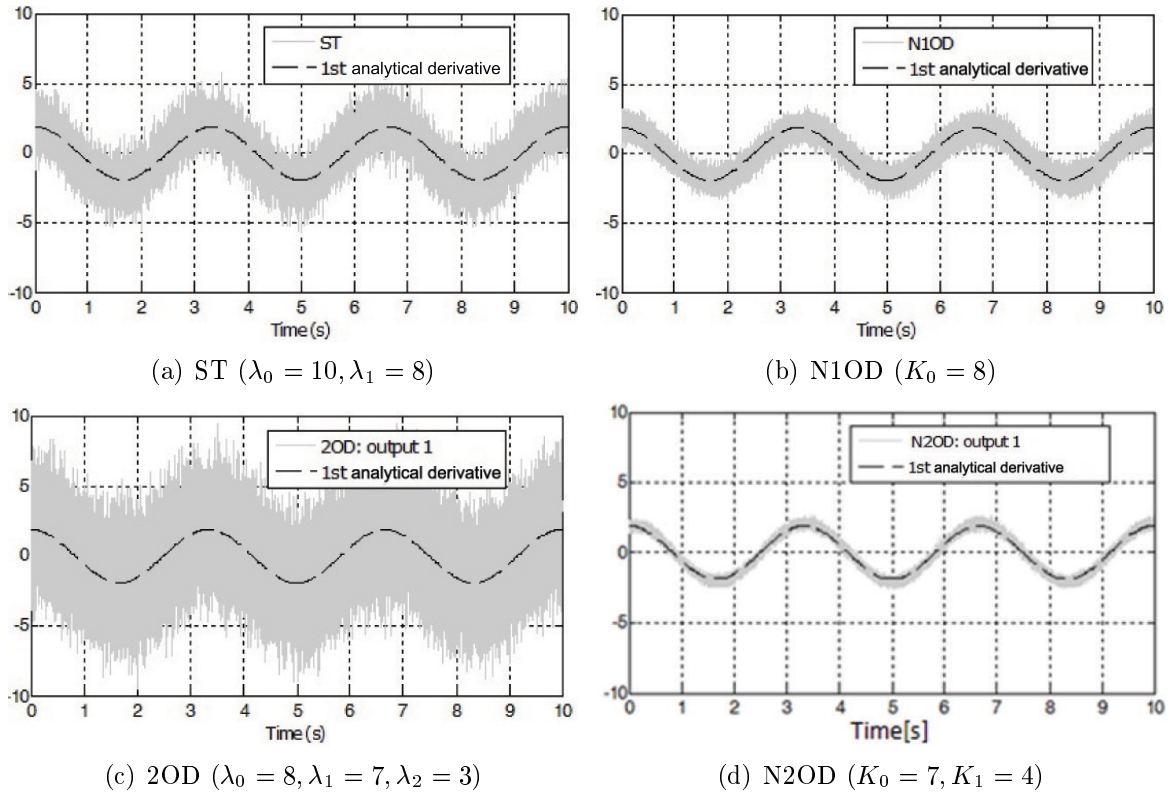 10
5
0
-5
-10
ST
1st analytical derivative
0 1 2 3 4 5 6 7 8 9 10
Time(s)
(a) ST (λ₀ = 10, λ₁ = 8)
10
5
0
-5
-10
N1OD
1st analytical derivative
0 1 2 3 4 5 6 7 8 9 10
Time(s)
(b) N1OD (K₀ = 8)
10
5
0
-5
-10
2OD: output 1
1st analytical derivative
0 1 2 3 4 5 6 7 8 9 10
Time(s)
(c) 2OD (λ₀ = 8, λ₁ = 7, λ₂ = 3)
10
5
0
-5
-10
N2OD: output 1
1st analytical derivative
0 1 2 3 4 5 6 7 8 9 10
Time[s]
(d) N2OD (K₀ = 7, K₁ = 4)